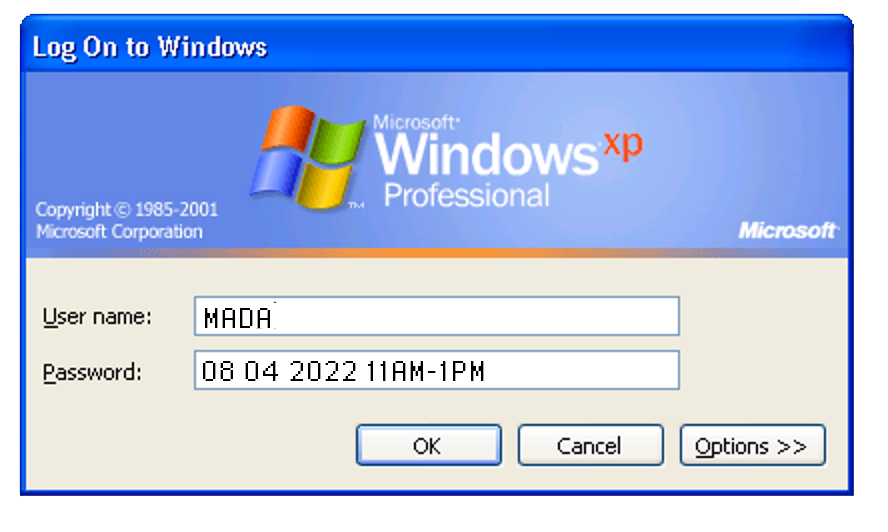 Log On to Windows
Microsoft
Windows xp
Professional
TM
Copyright © 1985-2001
Microsoft Corporation
Microsoft
User name: MADA
Password: 08 04 2022 11AM-1PM
OK Cancel Options >>